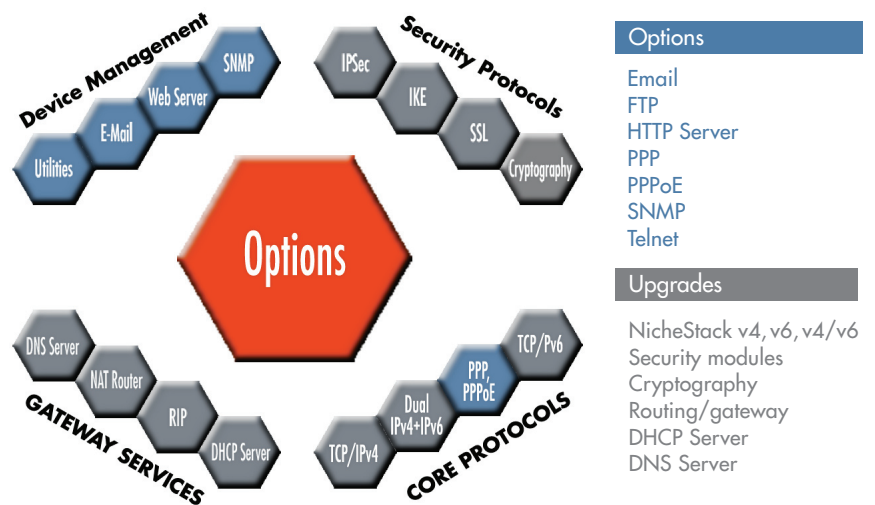 Device Management
SNMP
Web Server
E-Mail
Utilities
Security Protocols
IPSec
IKE
SSL
Cryptography
Options
DNS Server
NAT Router
RIP
DHCP Server
GATEWAY SERVICES
TCP/Pv6
PPP,
PPPoE
Dual
IPv4+IPv6
TCP/IPv4
CORE PROTOCOLS
Options
Email
FTP
HTTP Server
PPP
PPPoE
SNMP
Telnet
Upgrades
NicheStack v4, v6, v4/v6
Security modules
Cryptography
Routing/gateway
DHCP Server
DNS Server